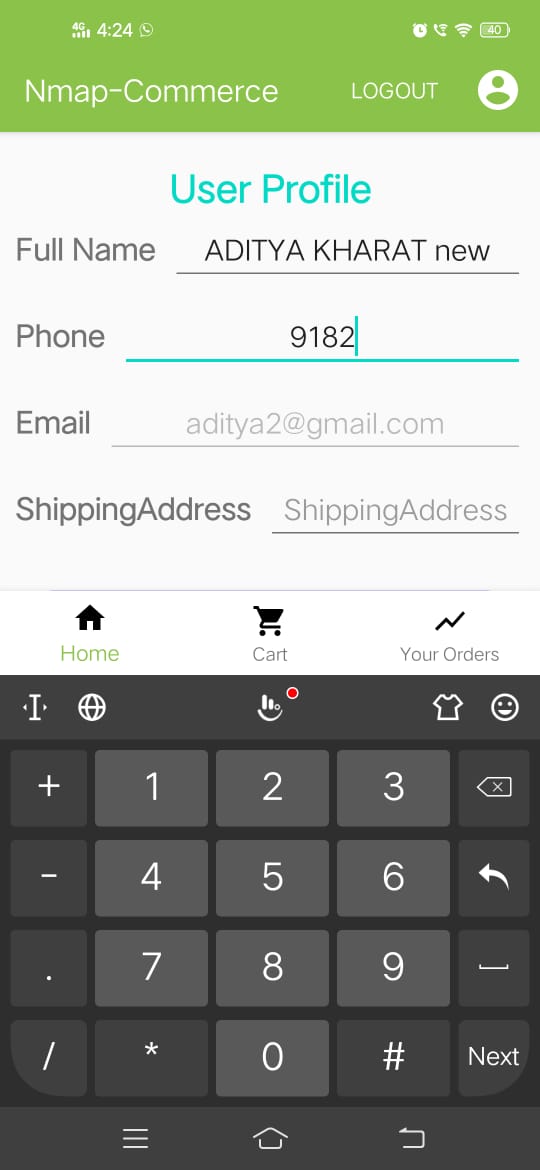 4G 4:24 40
Nmap-Commerce LOGOUT
User Profile
Full Name ADITYA KHARAT new
Phone 9182
Email aditya2@gmail.com
ShippingAddress ShippingAddress
Home Cart Your Orders
+ 1 2 3
- 4 5 6
. 7 8 9
/ * 0 # Next